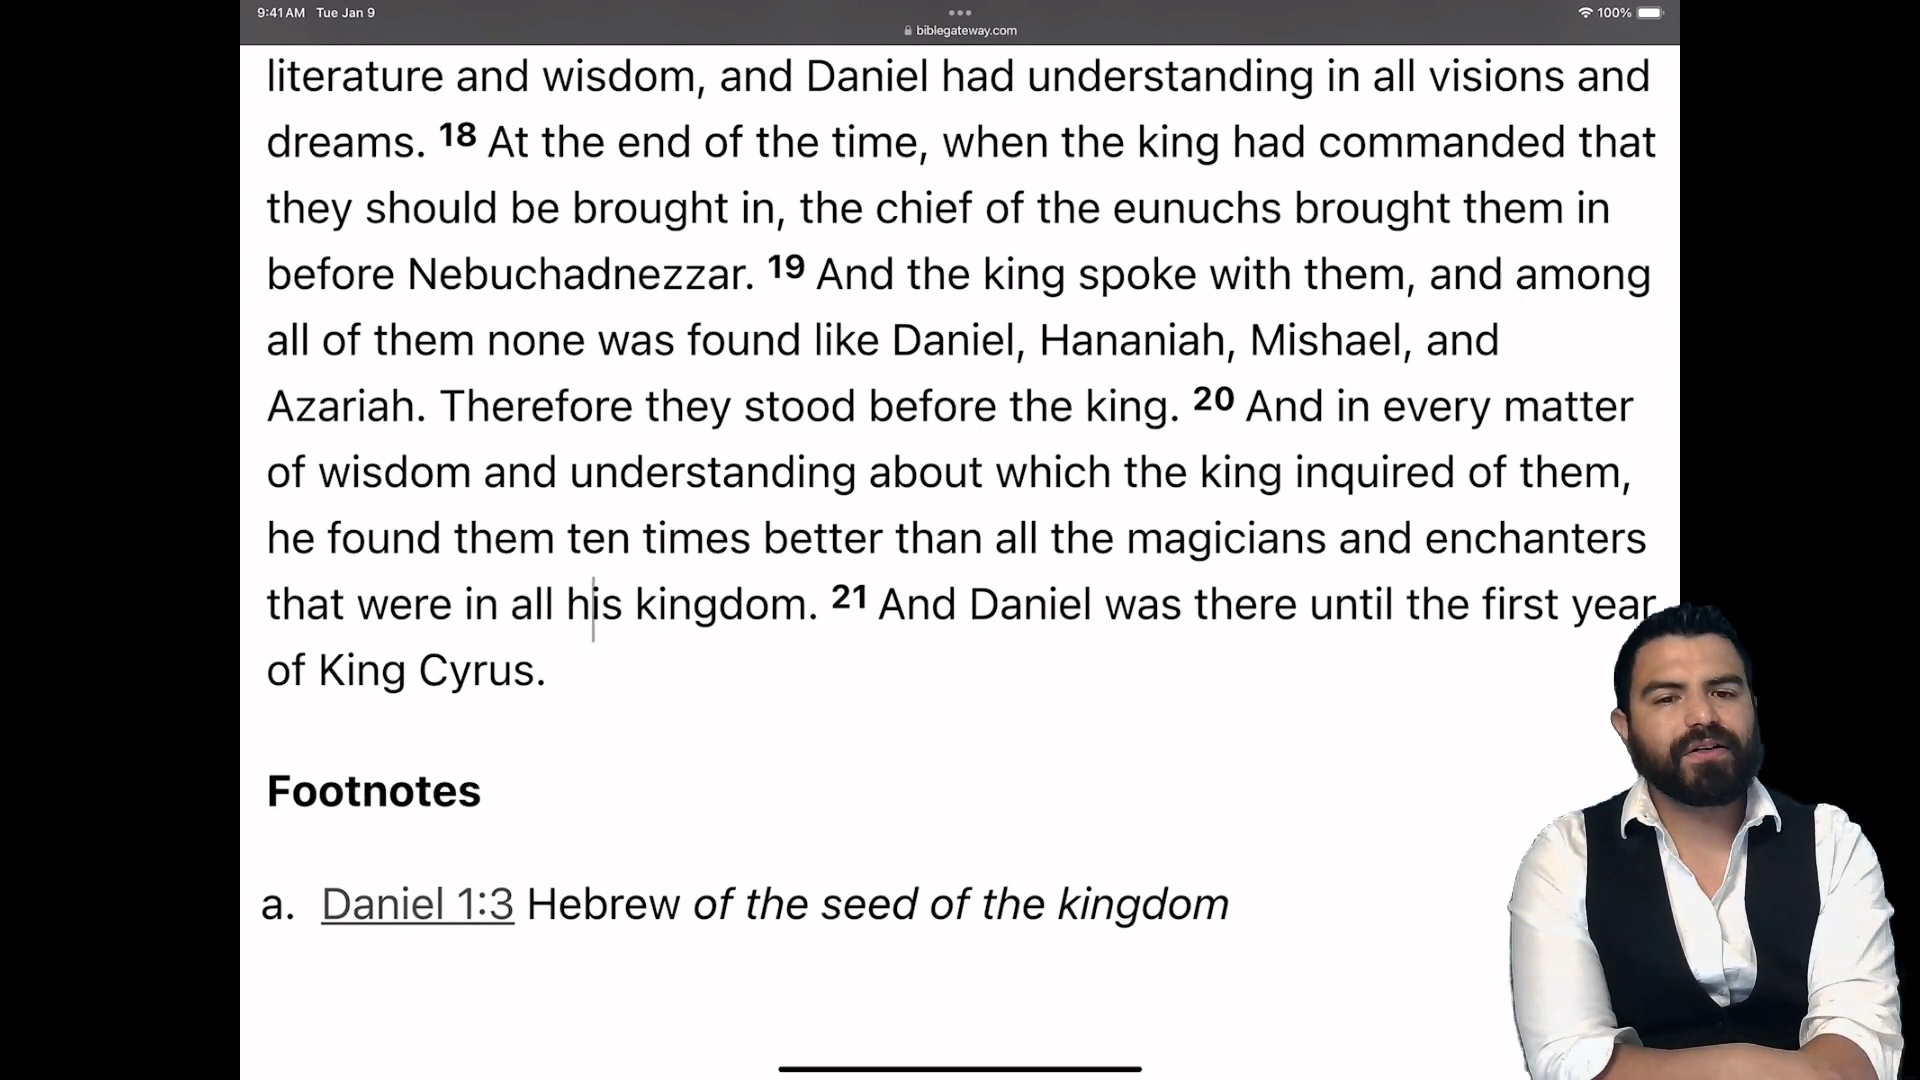 9:41 AM Tue Jan 9
100%
biblegateway.com
literature and wisdom, and Daniel had understanding in all visions and
dreams. 18 At the end of the time, when the king had commanded that
they should be brought in, the chief of the eunuchs brought them in
before Nebuchadnezzar. 19 And the king spoke with them, and among
all of them none was found like Daniel, Hananiah, Mishael, and
Azariah. Therefore they stood before the king. 20 And in every matter
of wisdom and understanding about which the king inquired of them,
he found them ten times better than all the magicians and enchanters
that were in all his kingdom. 21 And Daniel was there until the first year
of King Cyrus.
Footnotes
a. Daniel 1:3 Hebrew of the seed of the kingdom